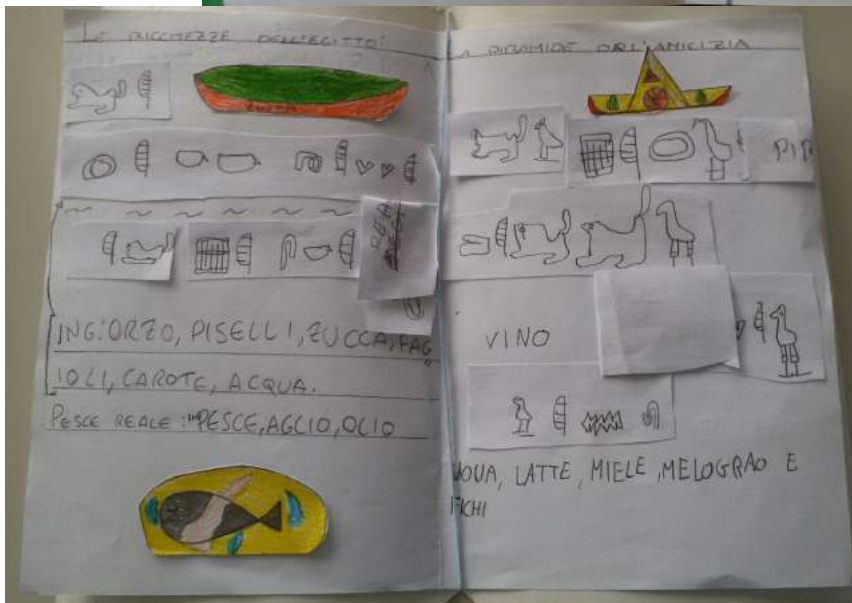 LE RICCHEZZE DELL'EGITTO:
ING: ORZO, PISELLI, ZUCCA, FAG
IOLI, CAROTE, ACQUA.
PESCE REALE: "PESCE, AGLIO, OLIO
LA PIRAMIDE DELL'AMICIZIA
VINO
UOVA, LATTE, MIELE, MELOGRAO E
FICHI